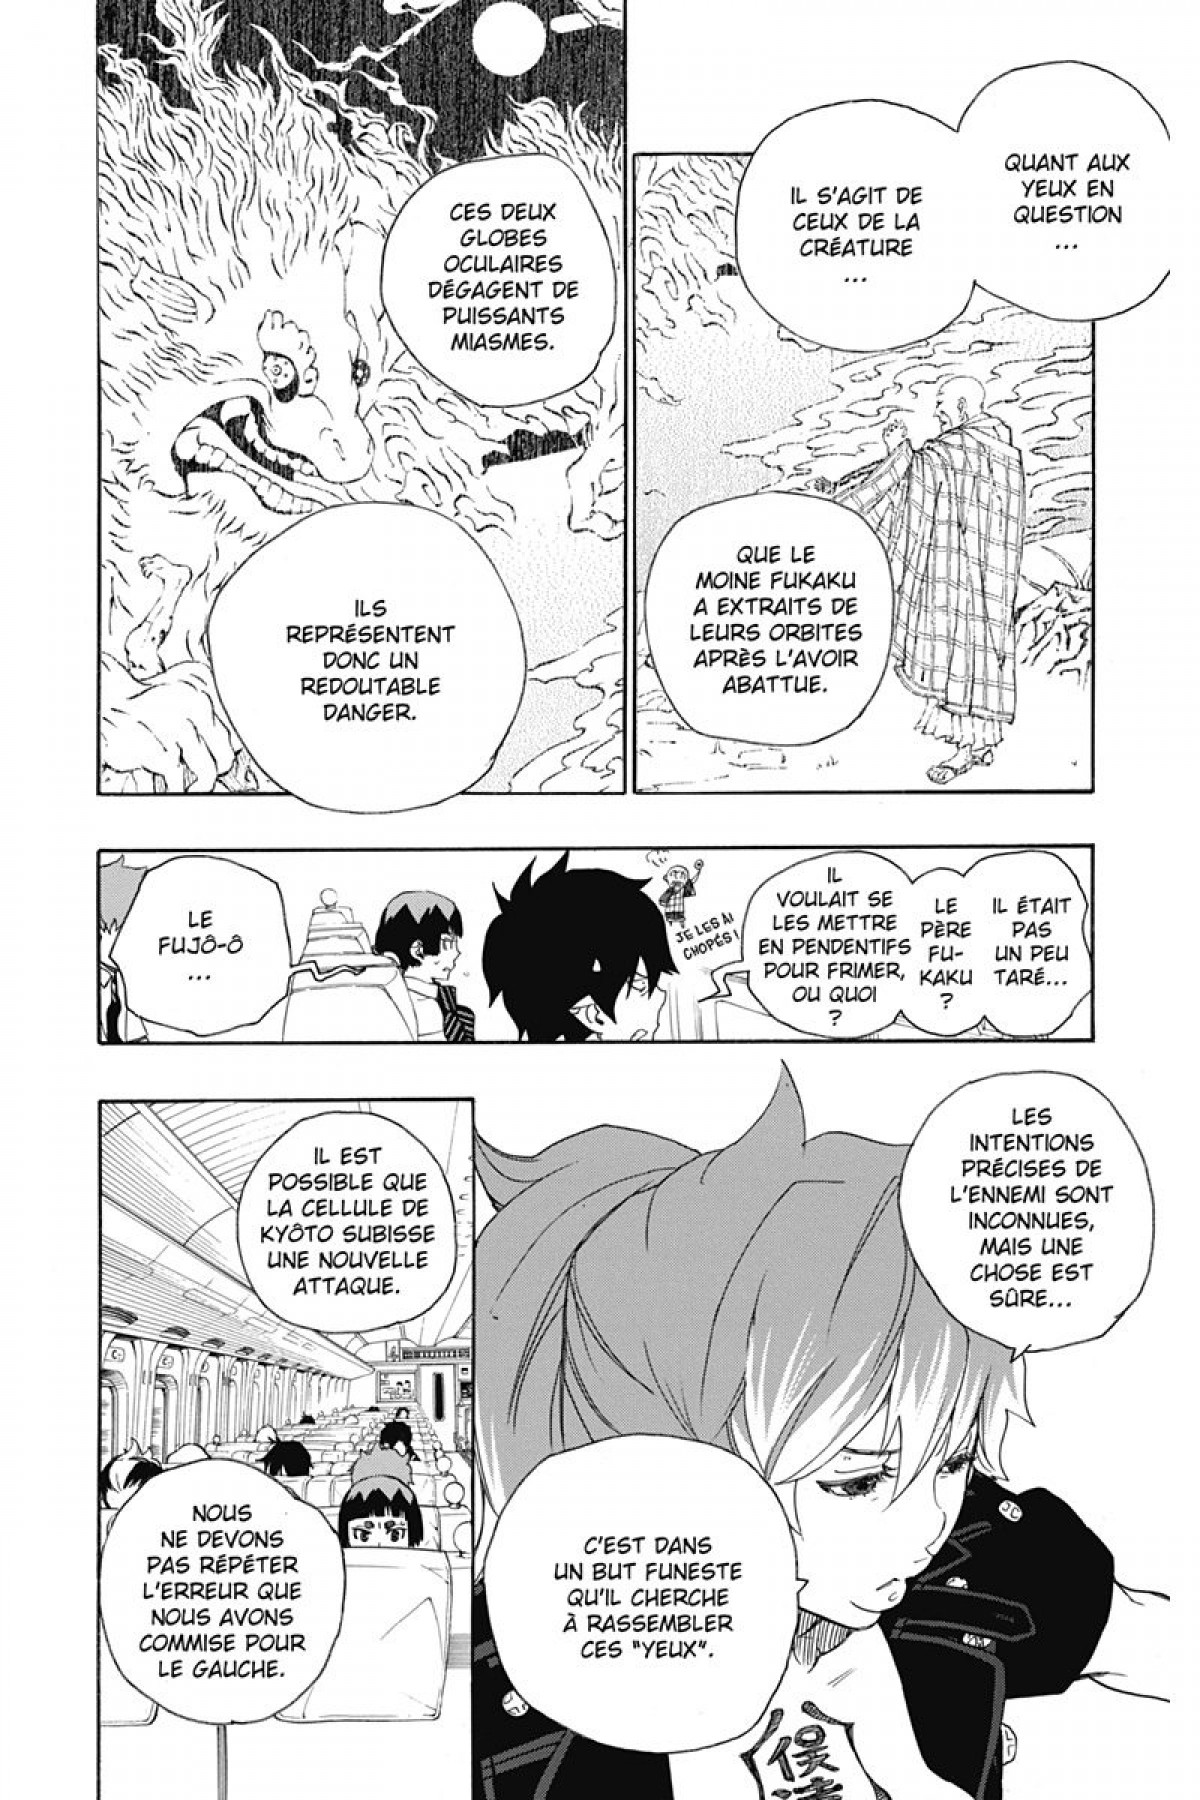 QUANT AUX
YEUX EN
QUESTION
...
IL S'AGIT DE
CEUX DE LA
CRÉATURE
...
QUE LE
MOINE FUKAKU
A EXTRAITS DE
LEURS ORBITES
APRÈS L'AVOIR
ABATTUE.
CES DEUX
GLOBES
OCULAIRES
DÉGAGENT DE
PUISSANTS
MIASMES.
ILS
REPRÉSENTENT
DONC UN
REDOUTABLE
DANGER.
IL ÉTAIT
PAS
UN PEU
TARÉ...
LE
PÈRE
FU-
KAKU
?
IL
VOULAIT SE
LES METTRE
EN PENDENTIFS
POUR FRIMER,
OU QUOI
?
JE LES AI
CHOPÉS !
LE
FUJÔ-Ô
...
LES
INTENTIONS
PRÉCISES DE
L'ENNEMI SONT
INCONNUES,
MAIS UNE
CHOSE EST
SÛRE...
C'EST DANS
UN BUT FUNESTE
QU'IL CHERCHE
À RASSEMBLER
CES "YEUX".
IL EST
POSSIBLE QUE
LA CELLULE DE
KYÔTO SUBISSE
UNE NOUVELLE
ATTAQUE.
4
NOUS
NE DEVONS
PAS RÉPÉTER
L'ERREUR QUE
NOUS AVONS
COMMISE POUR
LE GAUCHE.
JC